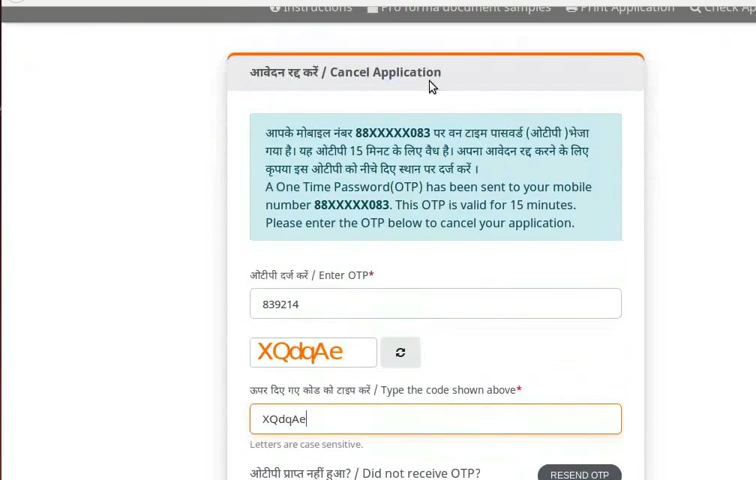 Instructions Pro forma document samples Print Application Check Ap
आवेदन रद्द करें / Cancel Application
आपके मोबाइल नंबर 88XXXXX083 पर वन टाइम पासवर्ड (ओटीपी )भेजा
गया है। यह ओटीपी 15 मिनट के लिए वैध है। अपना आवेदन रद्द करने के लिए
कृपया इस ओटीपी को नीचे दिए स्थान पर दर्ज करें ।
A One Time Password(OTP) has been sent to your mobile
number 88XXXXX083. This OTP is valid for 15 minutes.
Please enter the OTP below to cancel your application.
ओटीपी दर्ज करें / Enter OTP*
839214
XQdqAe
ऊपर दिए गए कोड को टाइप करें / Type the code shown above*
XQdqAe
Letters are case sensitive.
ओटीपी प्राप्त नहीं हुआ? / Did not receive OTP?
RESEND OTP